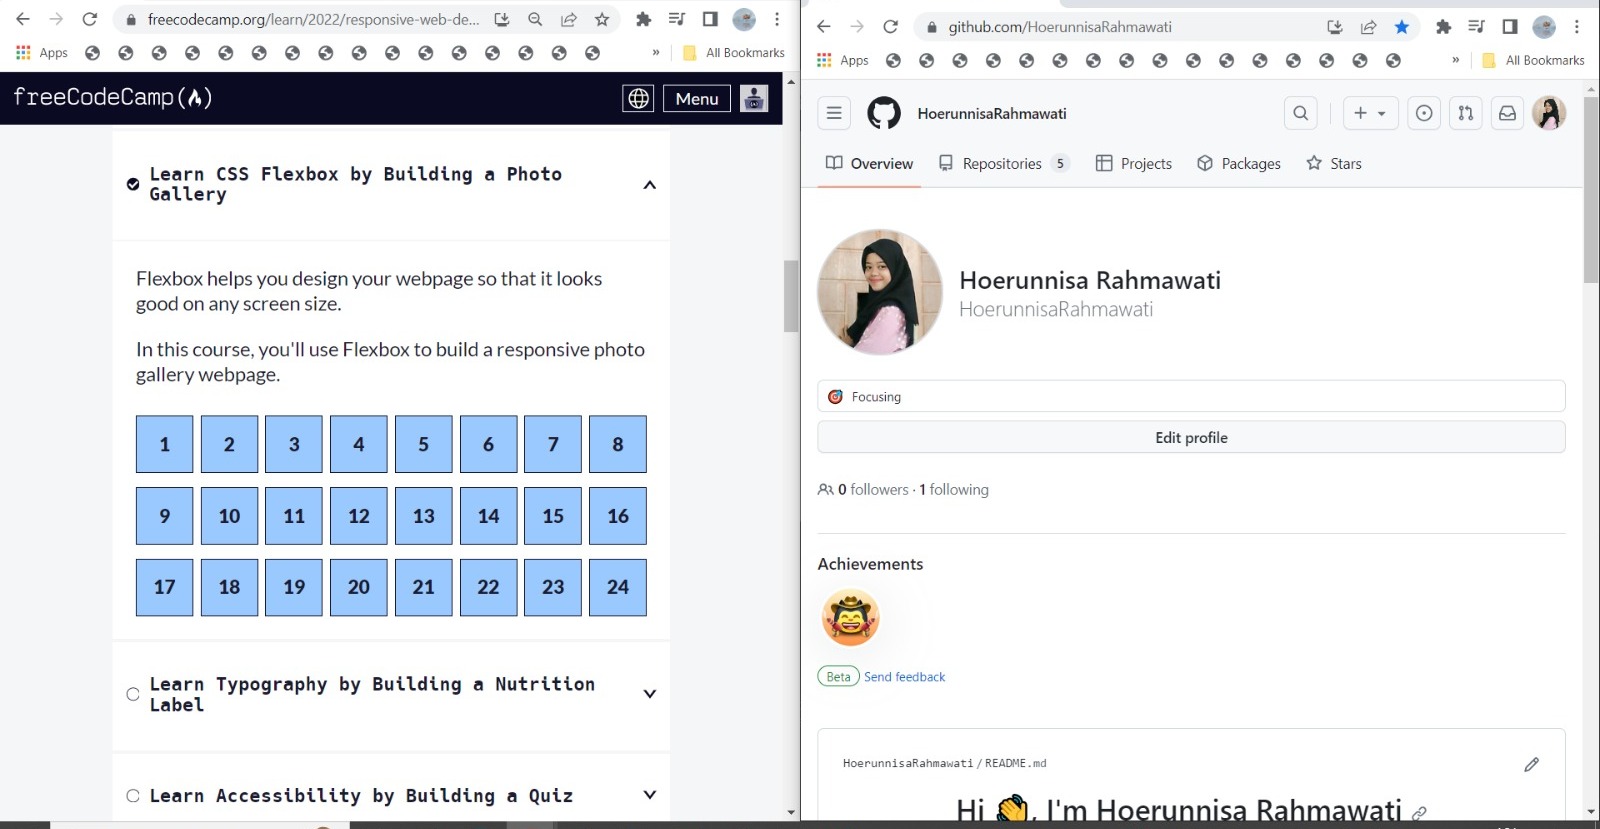 freecodecamp.org/learn/2022/responsive-web-de...
Apps
»
All Bookmarks
freeCodeCamp
Menu
Learn CSS Flexbox by Building a Photo
Gallery
Flexbox helps you design your webpage so that it looks
good on any screen size.
In this course, you'll use Flexbox to build a responsive photo
gallery webpage.
1 2 3 4 5 6 7 8
9 10 11 12 13 14 15 16
17 18 19 20 21 22 23 24
Learn Typography by Building a Nutrition
Label
Learn Accessibility by Building a Quiz
github.com/HoerunnisaRahmawati
Apps
»
All Bookmarks
HoerunnisaRahmawati
Overview Repositories 5 Projects Packages Stars
Hoerunnisa Rahmawati
HoerunnisaRahmawati
Focusing
Edit profile
0 followers · 1 following
Achievements
Beta Send feedback
HoerunnisaRahmawati / README.md
Hi 👋, I'm Hoerunnisa Rahmawati